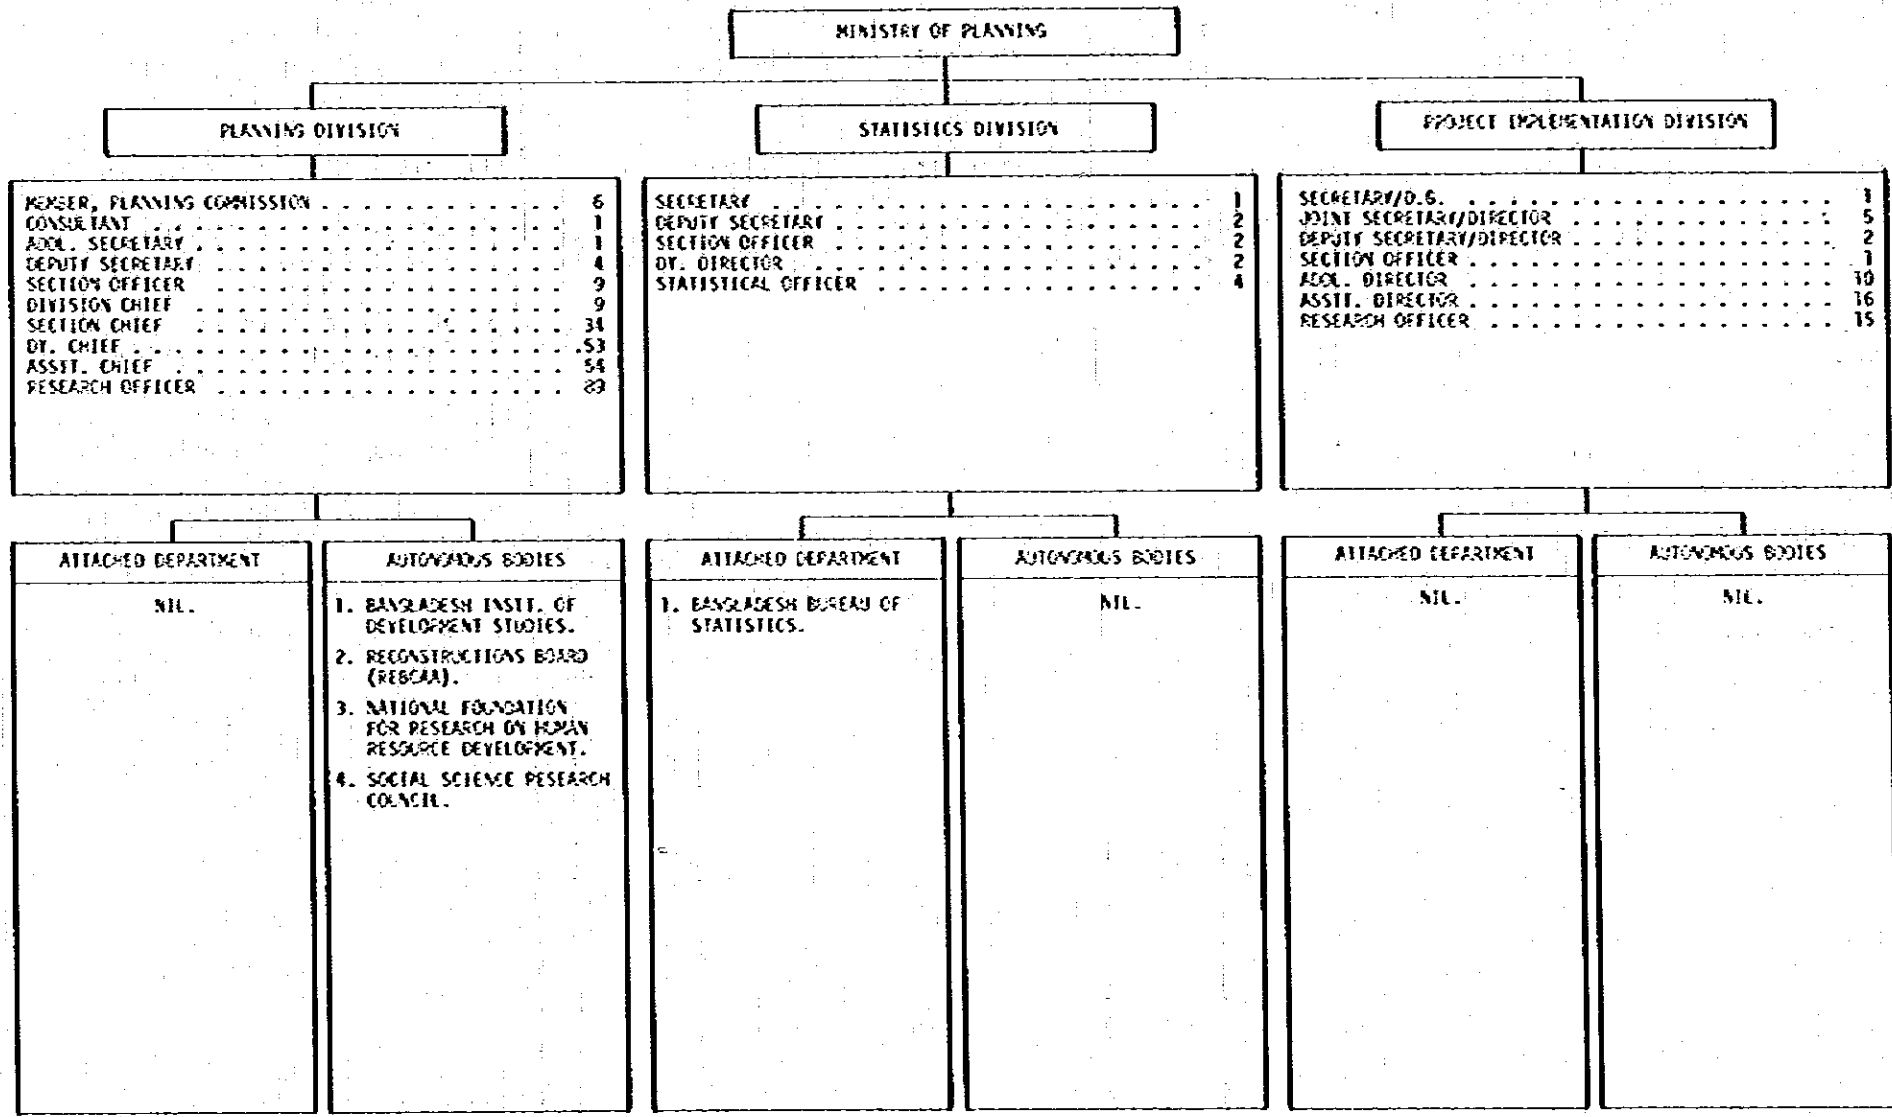 MINISTRY OF PLANNING
PLANNING DIVISION
MEMBER, PLANNING COMMISSION . . . . . . . . . . . . . . 6
CONSULTANT . . . . . . . . . . . . . . 1
ADDL. SECRETARY . . . . . . . . . . . . . . 1
DEPUTY SECRETARY . . . . . . . . . . . . . . 4
SECTION OFFICER . . . . . . . . . . . . . . 9
DIVISION CHIEF . . . . . . . . . . . . . . 9
SECTION CHIEF . . . . . . . . . . . . . . 34
DY. CHIEF . . . . . . . . . . . . . . 53
ASSTT. CHIEF . . . . . . . . . . . . . . 54
RESEARCH OFFICER . . . . . . . . . . . . . .
ATTACHED DEPARTMENT
NIL.
AUTONOMOUS BODIES
1. BANGLADESH INSTT. OF
DEVELOPMENT STUDIES.
2. RECONSTRUCTIONS BOARD
3. NATIONAL FOUNDATION
FOR RESEARCH ON HUMAN
RESOURCE DEVELOPMENT.
4. SOCIAL SCIENCE RESEARCH
COUNCIL.
STATISTICS DIVISION
SECRETARY . . . . . . . . . . . . . . 1
DEPUTY SECRETARY . . . . . . . . . . . . . . 2
SECTION OFFICER . . . . . . . . . . . . . . 2
DY. DIRECTOR . . . . . . . . . . . . . . 2
STATISTICAL OFFICER . . . . . . . . . . . . . . 4
ATTACHED DEPARTMENT
1. BANGLADESH BUREAU OF
STATISTICS.
AUTONOMOUS BODIES
NIL.
PROJECT IMPLEMENTATION DIVISION
SECRETARY/D.G. . . . . . . . . . . . . . . 1
JOINT SECRETARY/DIRECTOR . . . . . . . . . . . . . . 5
DEPUTY SECRETARY/DIRECTOR . . . . . . . . . . . . . . 2
SECTION OFFICER . . . . . . . . . . . . . . 1
ADDL. DIRECTOR . . . . . . . . . . . . . . 10
ASSTT. DIRECTOR . . . . . . . . . . . . . . 16
RESEARCH OFFICER . . . . . . . . . . . . . . 15
ATTACHED DEPARTMENT
NIL.
AUTONOMOUS BODIES
NIL.